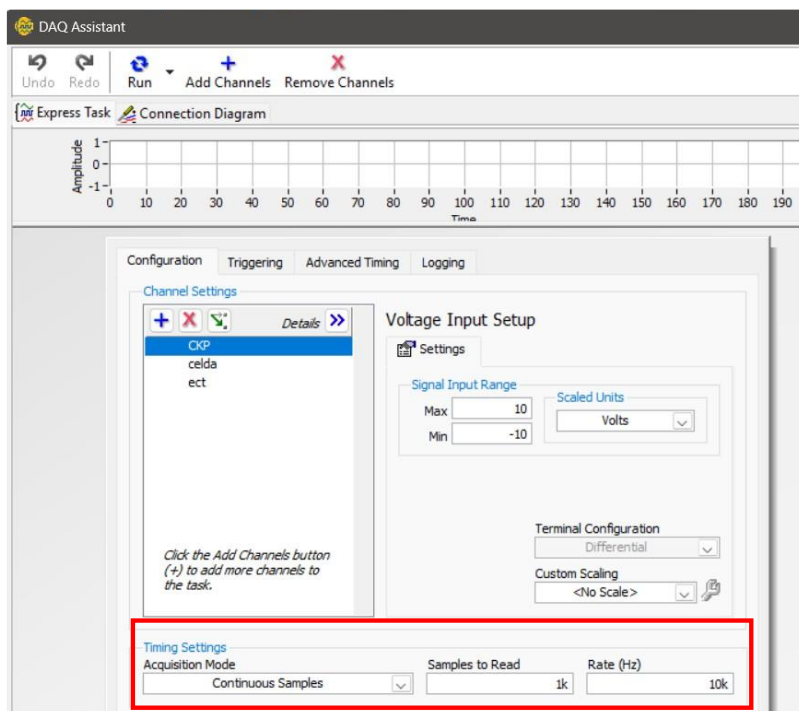 DAQ Assistant
Undo Redo Run Add Channels Remove Channels
Express Task Connection Diagram
Amplitude
1
0
-1
0 10 20 30 40 50 60 70 80 90 100 110 120 130 140 150 160 170 180 190
Time
Configuration Triggering Advanced Timing Logging
Channel Settings
Details
CKP
celda
ect
Click the Add Channels button
(+) to add more channels to
the task.
Voltage Input Setup
Settings
Signal Input Range
Max 10
Min -10
Scaled Units
Volts
Terminal Configuration
Differential
Custom Scaling
<No Scale>
Timing Settings
Acquisition Mode Samples to Read Rate (Hz)
Continuous Samples 1k 10k